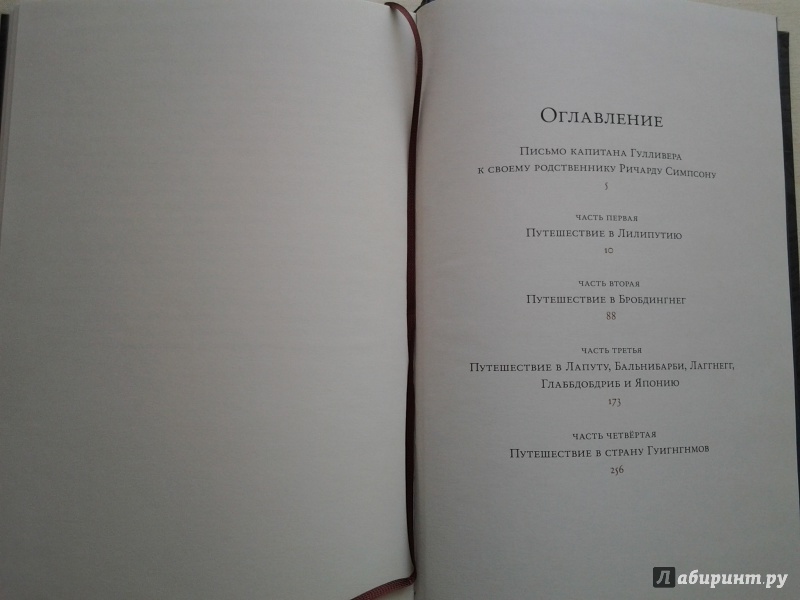 Оглавление
Письмо капитана Гулливера
к своему родственнику Ричарду Симпсону
5
часть первая
Путешествие в Лилипутию
10
часть вторая
Путешествие в Бробдингнег
88
часть третья
Путешествие в Лапуту, Бальнибарби, Лаггнегг,
Глаббдобдриб и Японию
173
часть четвёртая
Путешествие в страну Гуигнгнмов
256
Лабиринт.ру